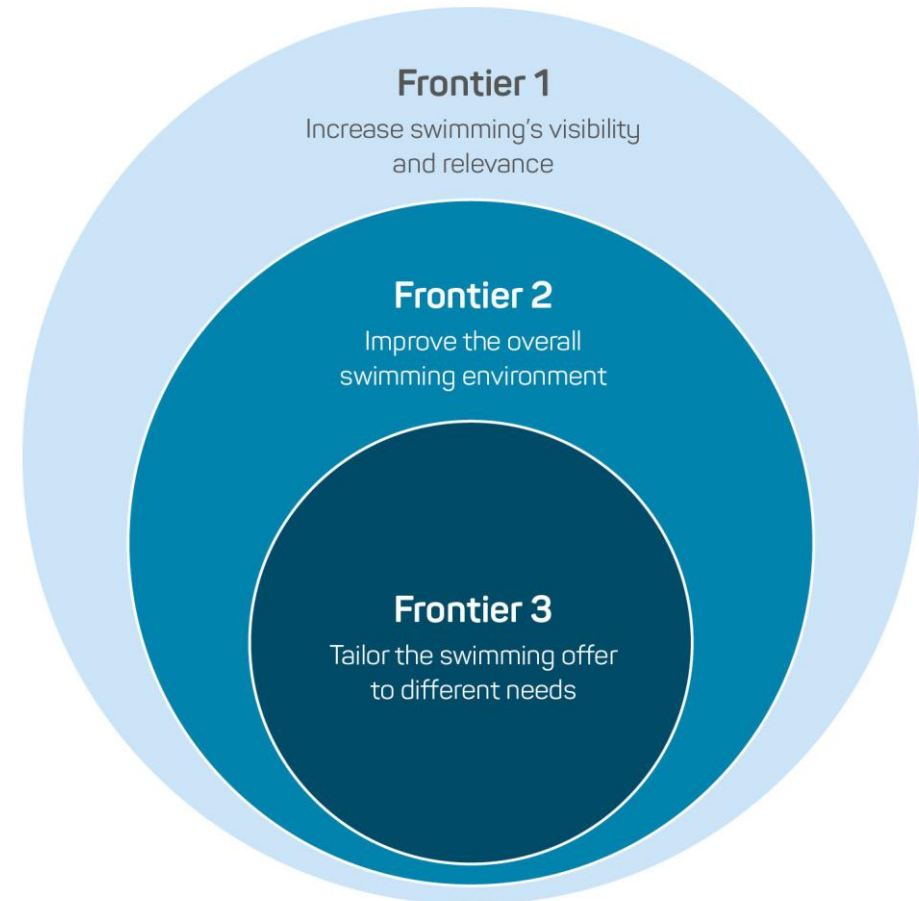 Frontier 1
Increase swimming's visibility
and relevance
Frontier 2
Improve the overall
swimming environment
Frontier 3
Tailor the swimming offer
to different needs